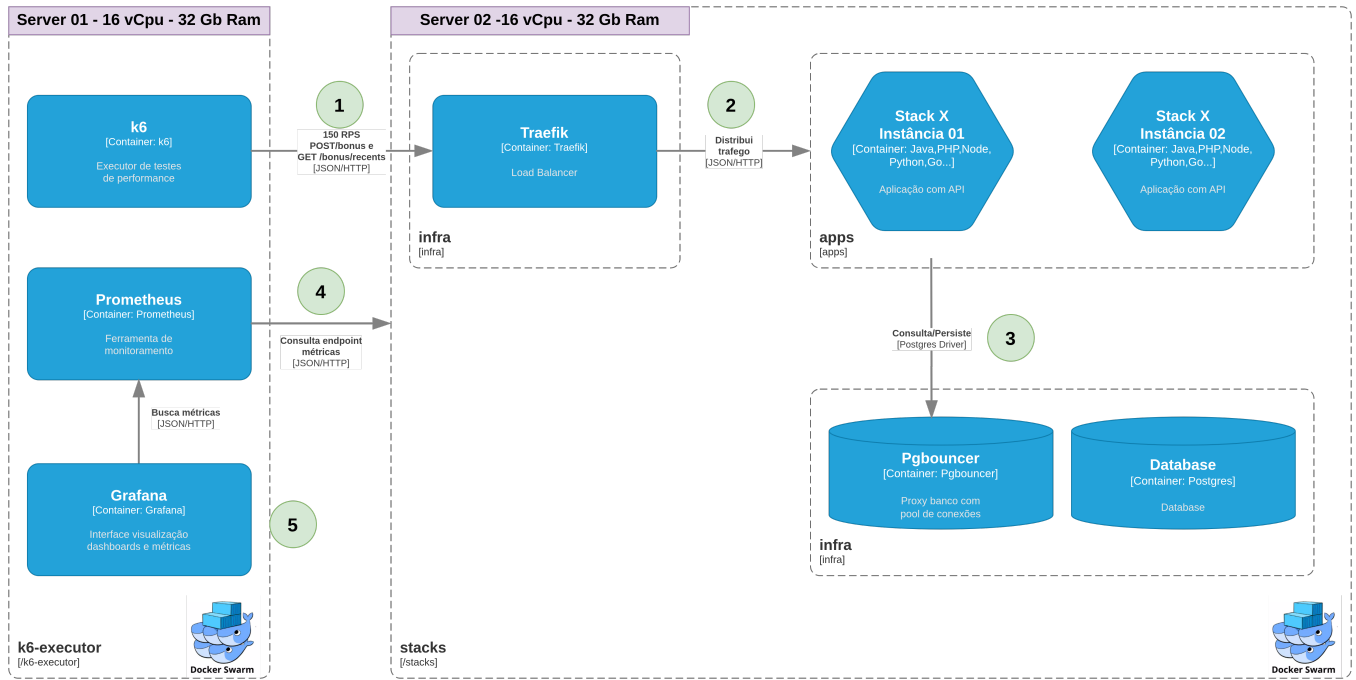 Server 01 - 16 vCpu - 32 Gb Ram
Server 02 -16 vCpu - 32 Gb Ram
k6
[Container: k6]
Executor de testes
de performance
1
150 RPS
POST/bonus e
GET /bonus/recents
[JSON/HTTP]
Traefik
[Container: Traefik]
Load Balancer
infra
[infra]
2
Distribui
trafego
[JSON/HTTP]
Stack X
Instância 01
[Container: Java,PHP,Node,
Python,Go...]
Aplicação com API
Stack X
Instância 02
[Container: Java,PHP,Node,
Python,Go...]
Aplicação com API
apps
[apps]
Prometheus
[Container: Prometheus]
Ferramenta de
monitoramento
4
Consulta endpoint
métricas
[JSON/HTTP]
Consulta/Persiste
[Postgres Driver]
3
Busca métricas
[JSON/HTTP]
Grafana
[Container: Grafana]
Interface visualização
dashboards e métricas
5
Pgbouncer
[Container: Pgbouncer]
Proxy banco com
pool de conexões
Database
[Container: Postgres]
Database
infra
[infra]
k6-executor
[/k6-executor]
Docker Swarm
stacks
[/stacks]
Docker Swarm